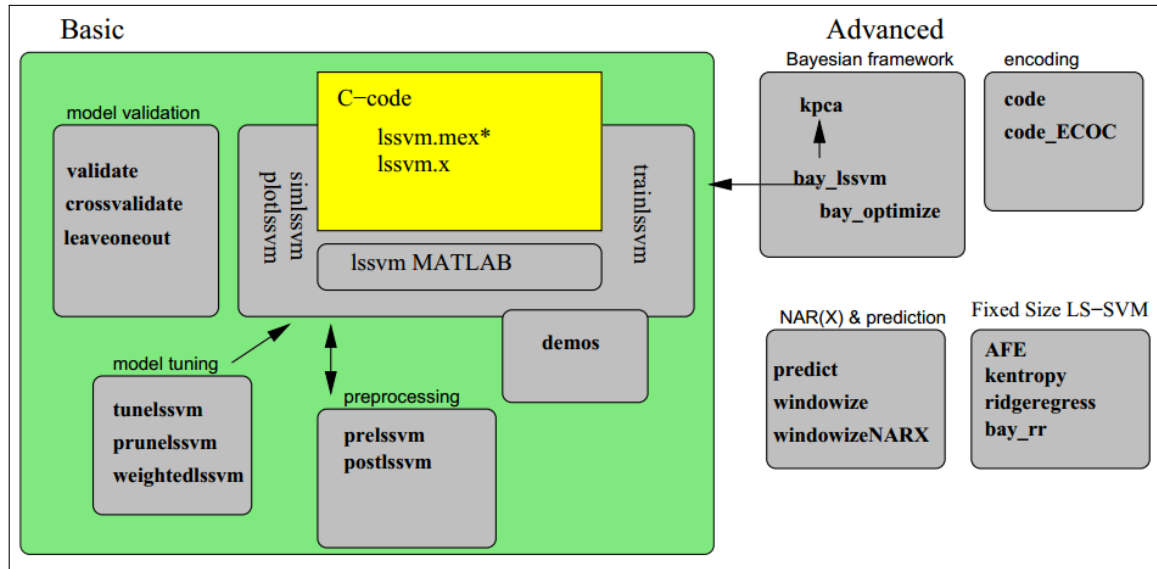 Basic
Advanced
model validation
validate
crossvalidate
leaveoneout
C−code
lssvm.mex*
lssvm.x
simlssvm
plotlssvm
trainlssvm
lssvm MATLAB
demos
model tuning
tunelssvm
prunelssvm
weightedlssvm
preprocessing
prelssvm
postlssvm
Bayesian framework
kpca
bay_lssvm
bay_optimize
encoding
code
code_ECOC
NAR(X) & prediction
predict
windowize
windowizeNARX
Fixed Size LS−SVM
AFE
kentropy
ridgeregress
bay_rr